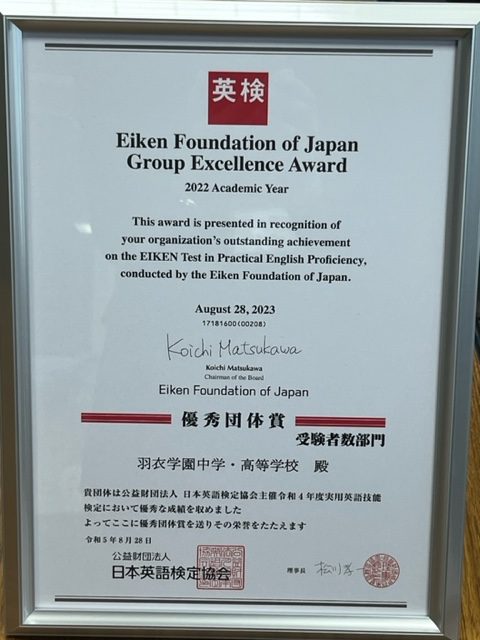 英検
Eiken Foundation of Japan
Group Excellence Award
2022 Academic Year
This award is presented in recognition of
your organization's outstanding achievement
on the EIKEN Test in Practical English Proficiency,
conducted by the Eiken Foundation of Japan.
August 28, 2023
17181600(00208)
Koichi Matsukawa
Koichi Matsukawa
Chairman of the Board
Eiken Foundation of Japan
優秀団体賞
受験者数部門
羽衣学園中学・高等学校 殿
貴団体は公益財団法人 日本英語検定協会主催令和4年度実用英語技能
検定において優秀な成績を収めました
よってここに優秀団体賞を送りその栄誉をたたえます
令和5年8月28日
公益財団法人
日本英語検定協会
理事長 松川孝一